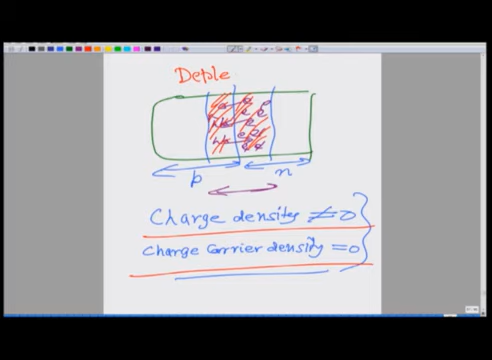 Deple
p n
Charge density ≠ 0
Charge carrier density = 0